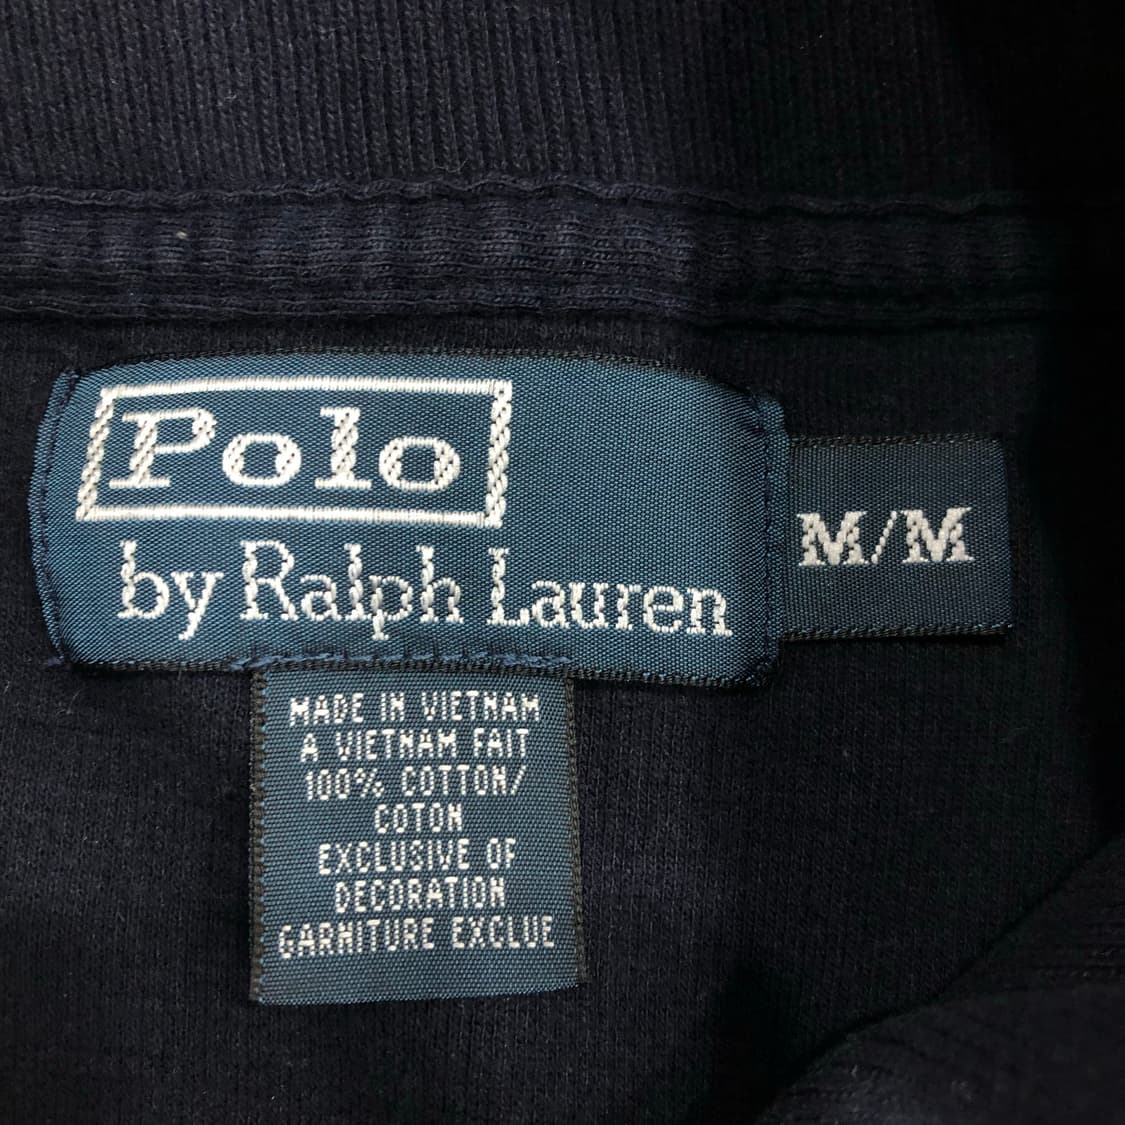 Polo
by Ralph Lauren
M/M
MADE IN VIETNAM
A VIETNAM FAIT
100% COTTON/
COTON
EXCLUSIVE OF
DECORATION
GARNITURE EXCLUE